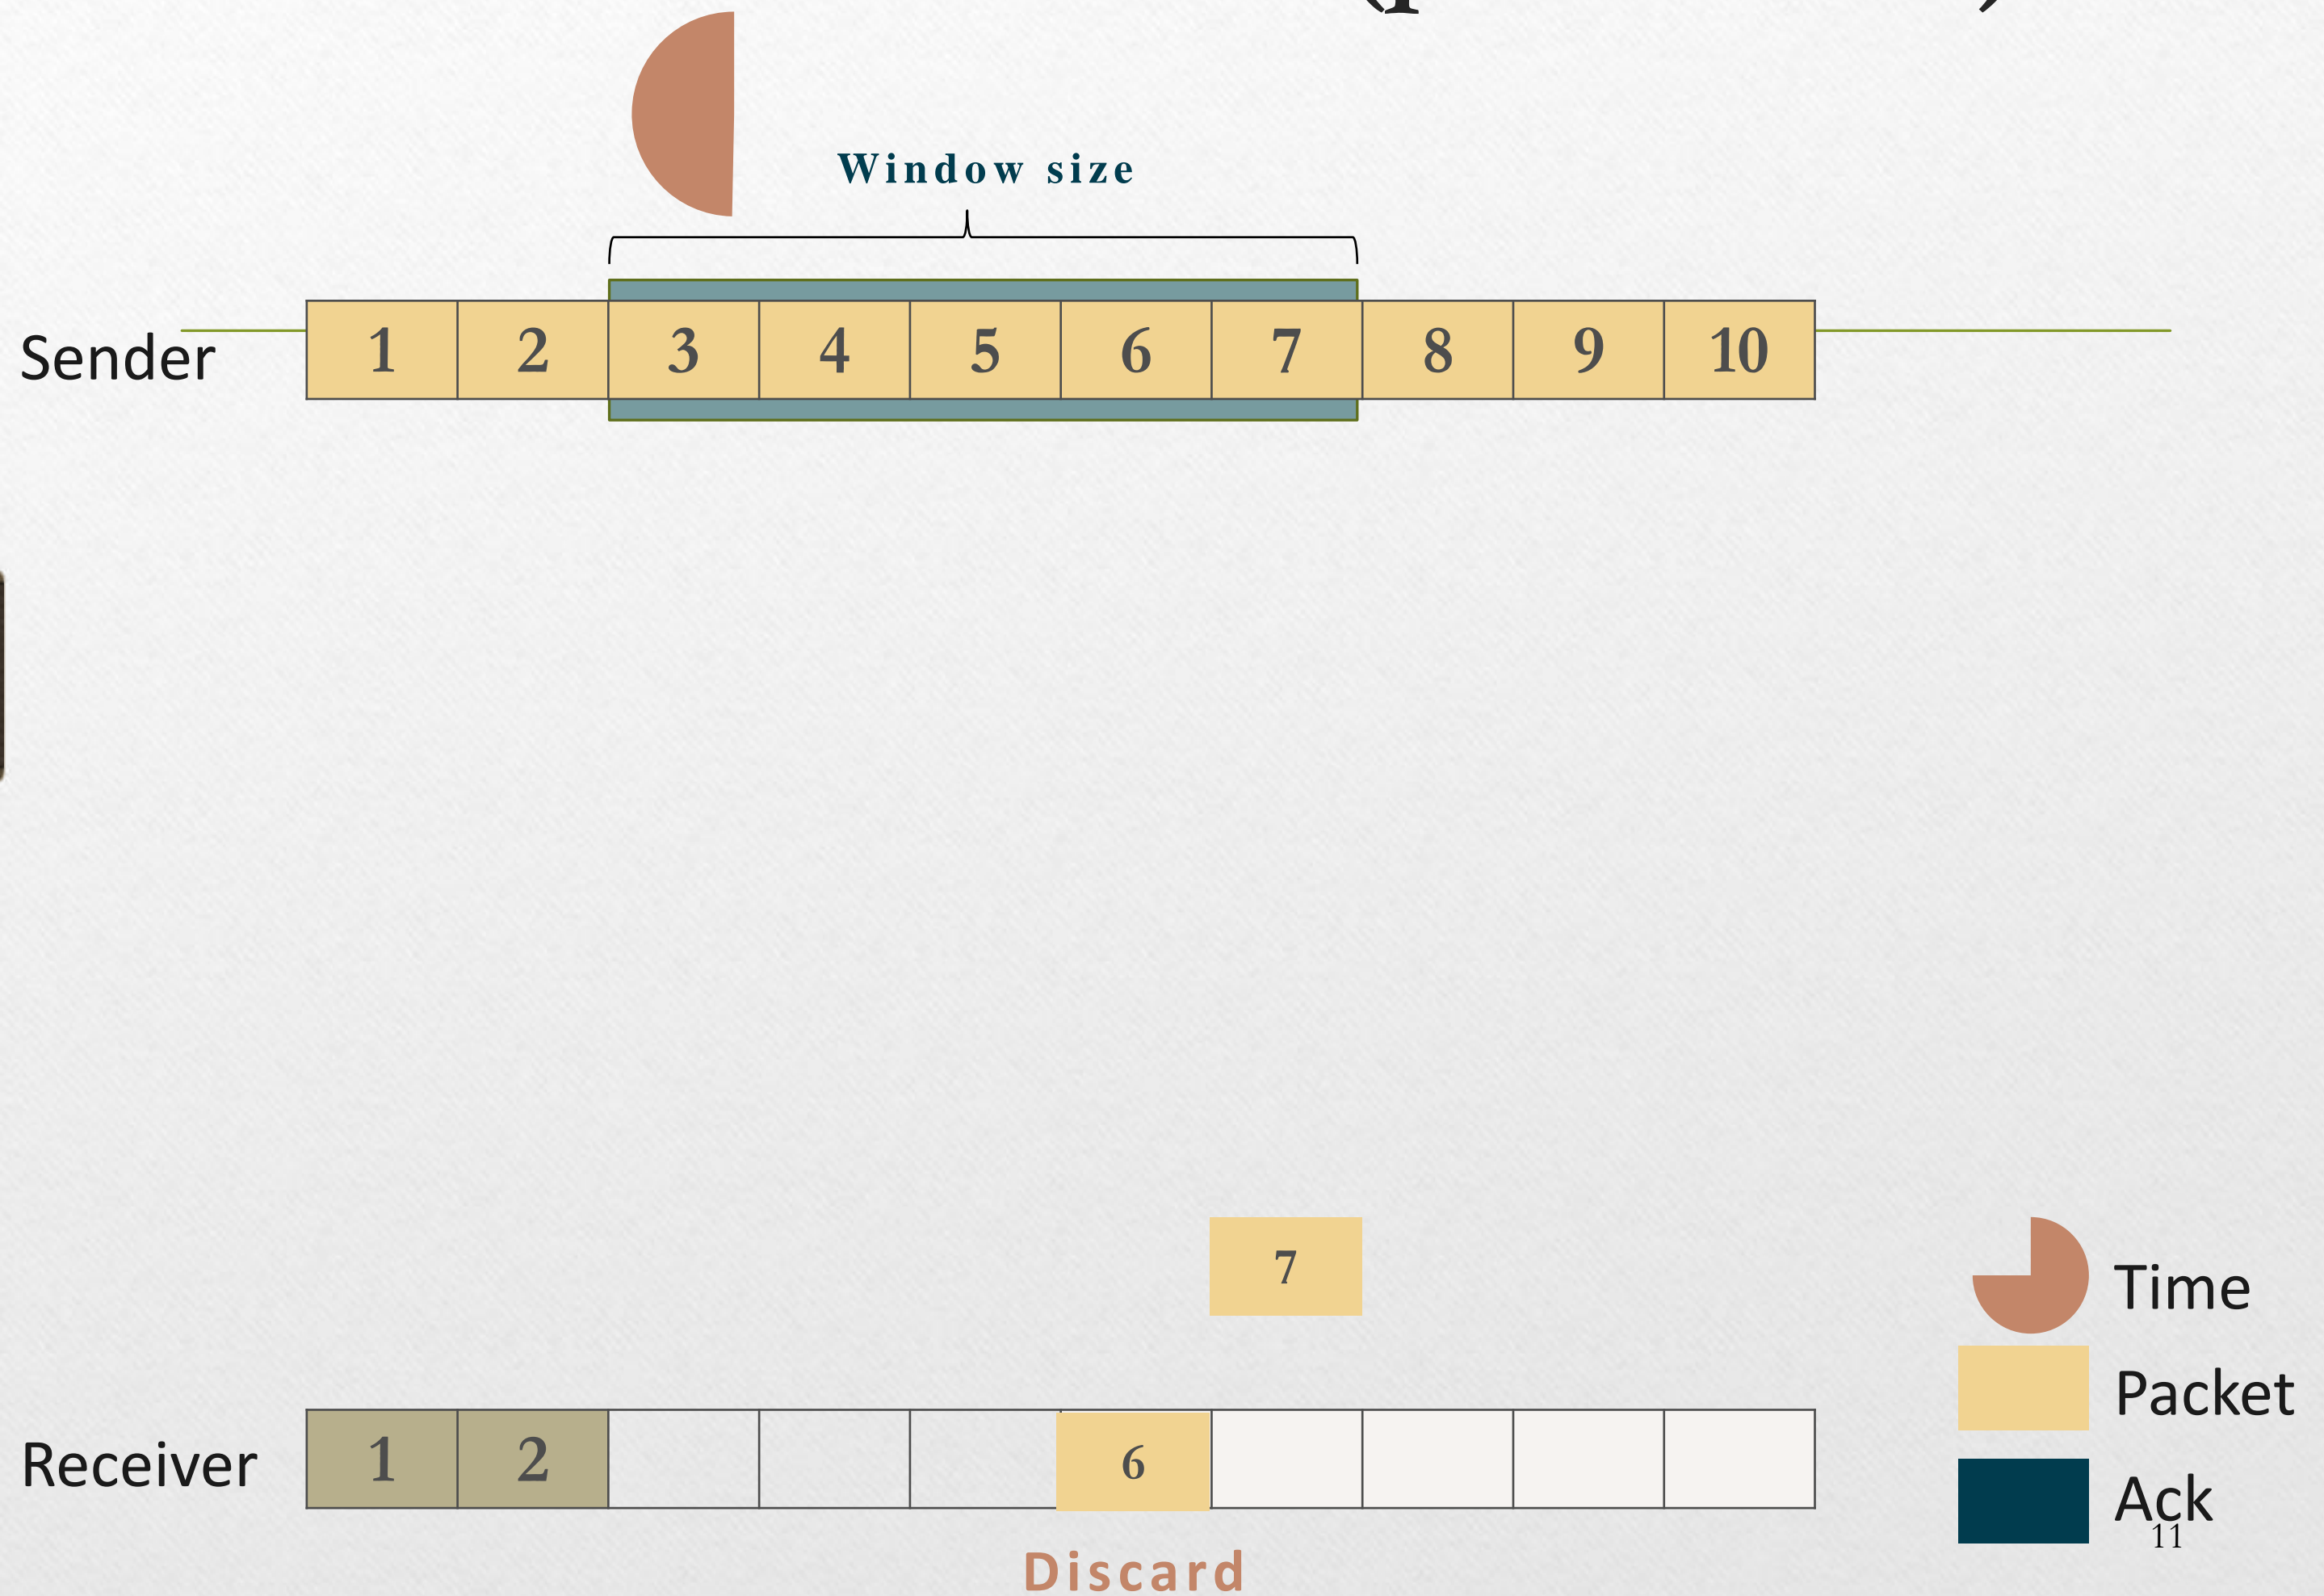 Window size
Sender 1 2 3 4 5 6 7 8 9 10
7
Time
Packet
Receiver 1 2 6
Ack
11
Discard